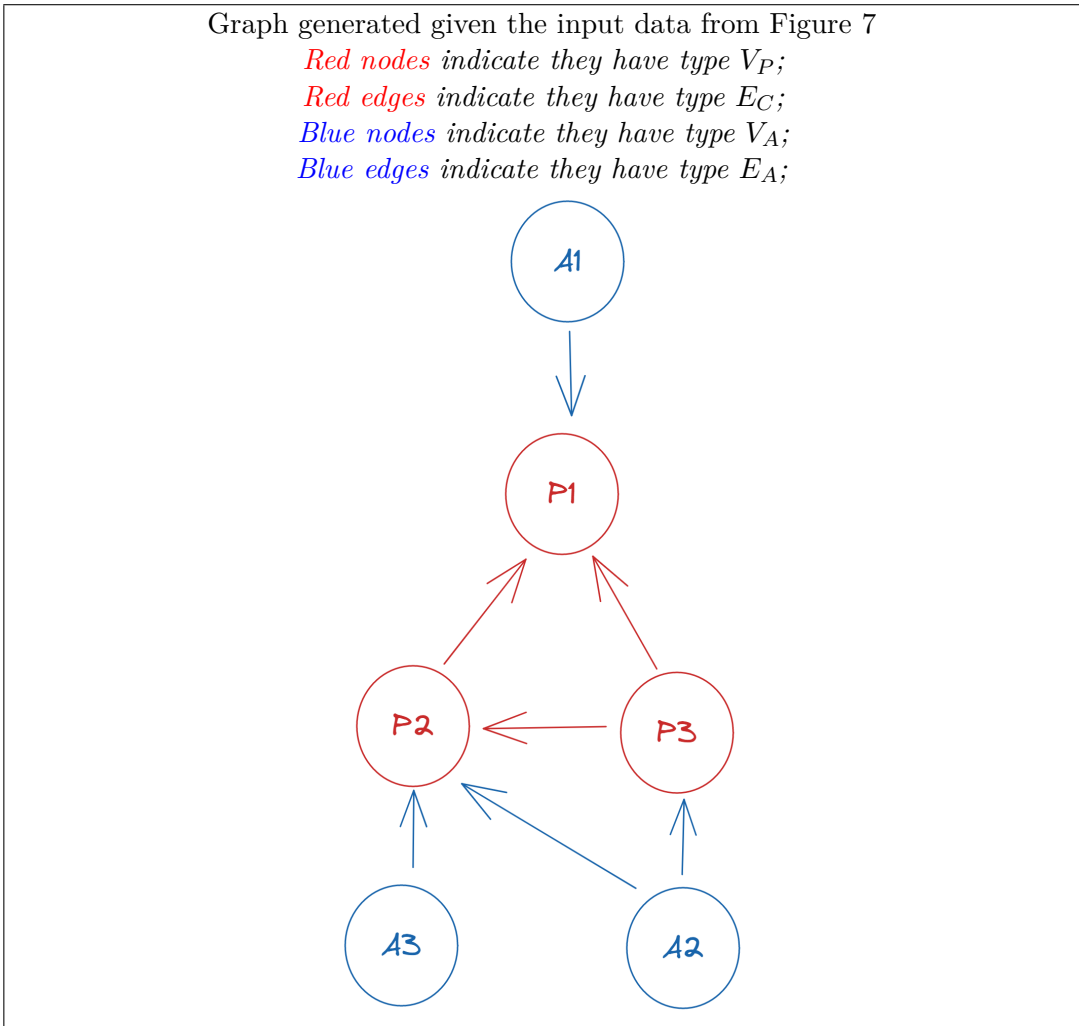 Graph generated given the input data from Figure 7
Red nodes indicate they have type V_P;
Red edges indicate they have type E_C;
Blue nodes indicate they have type V_A;
Blue edges indicate they have type E_A;
A1
P1
P2 P3
A3 A2